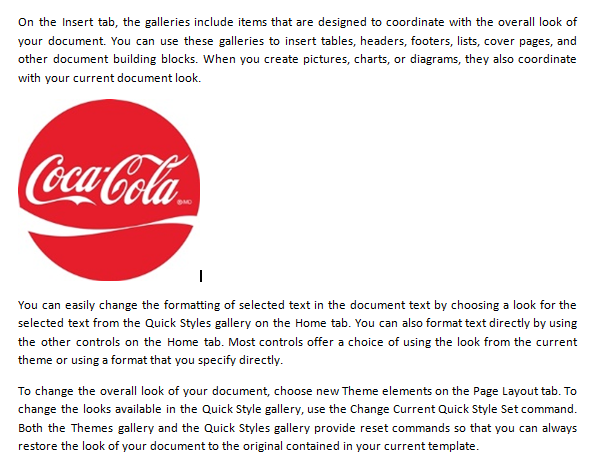 On the Insert tab, the galleries include items that are designed to coordinate with the overall look of
your document. You can use these galleries to insert tables, headers, footers, lists, cover pages, and
other document building blocks. When you create pictures, charts, or diagrams, they also coordinate
with your current document look.
Coca-Cola
You can easily change the formatting of selected text in the document text by choosing a look for the
selected text from the Quick Styles gallery on the Home tab. You can also format text directly by using
the other controls on the Home tab. Most controls offer a choice of using the look from the current
theme or using a format that you specify directly.
To change the overall look of your document, choose new Theme elements on the Page Layout tab. To
change the looks available in the Quick Style gallery, use the Change Current Quick Style Set command.
Both the Themes gallery and the Quick Styles gallery provide reset commands so that you can always
restore the look of your document to the original contained in your current template.